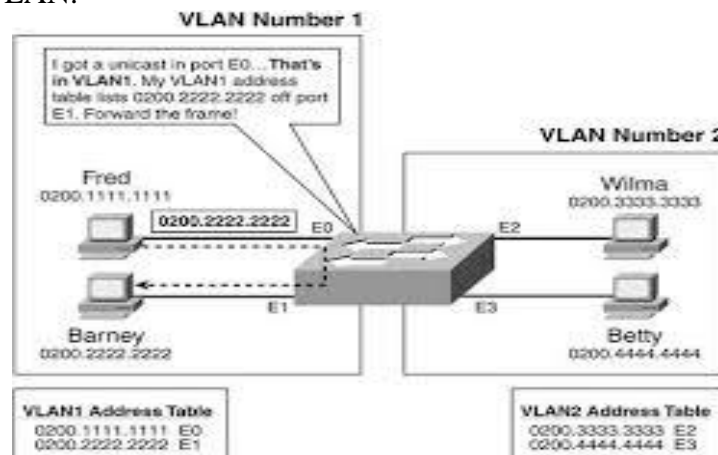 LAN.
VLAN Number 1
I got a unicast in port E0... That's
in VLAN1. My VLAN1 address
table lists 0200.2222.2222 off port
E1. Forward the frame!
VLAN Number 2
Fred
0200.1111.1111
0200.2222.2222
E0
E1
Barney
0200.2222.2222
Wilma
0200.3333.3333
E2
E3
Betty
0200.4444.4444
VLAN1 Address Table
0200.1111.1111 E0
0200.2222.2222 E1
VLAN2 Address Table
0200.3333.3333 E2
0200.4444.4444 E3